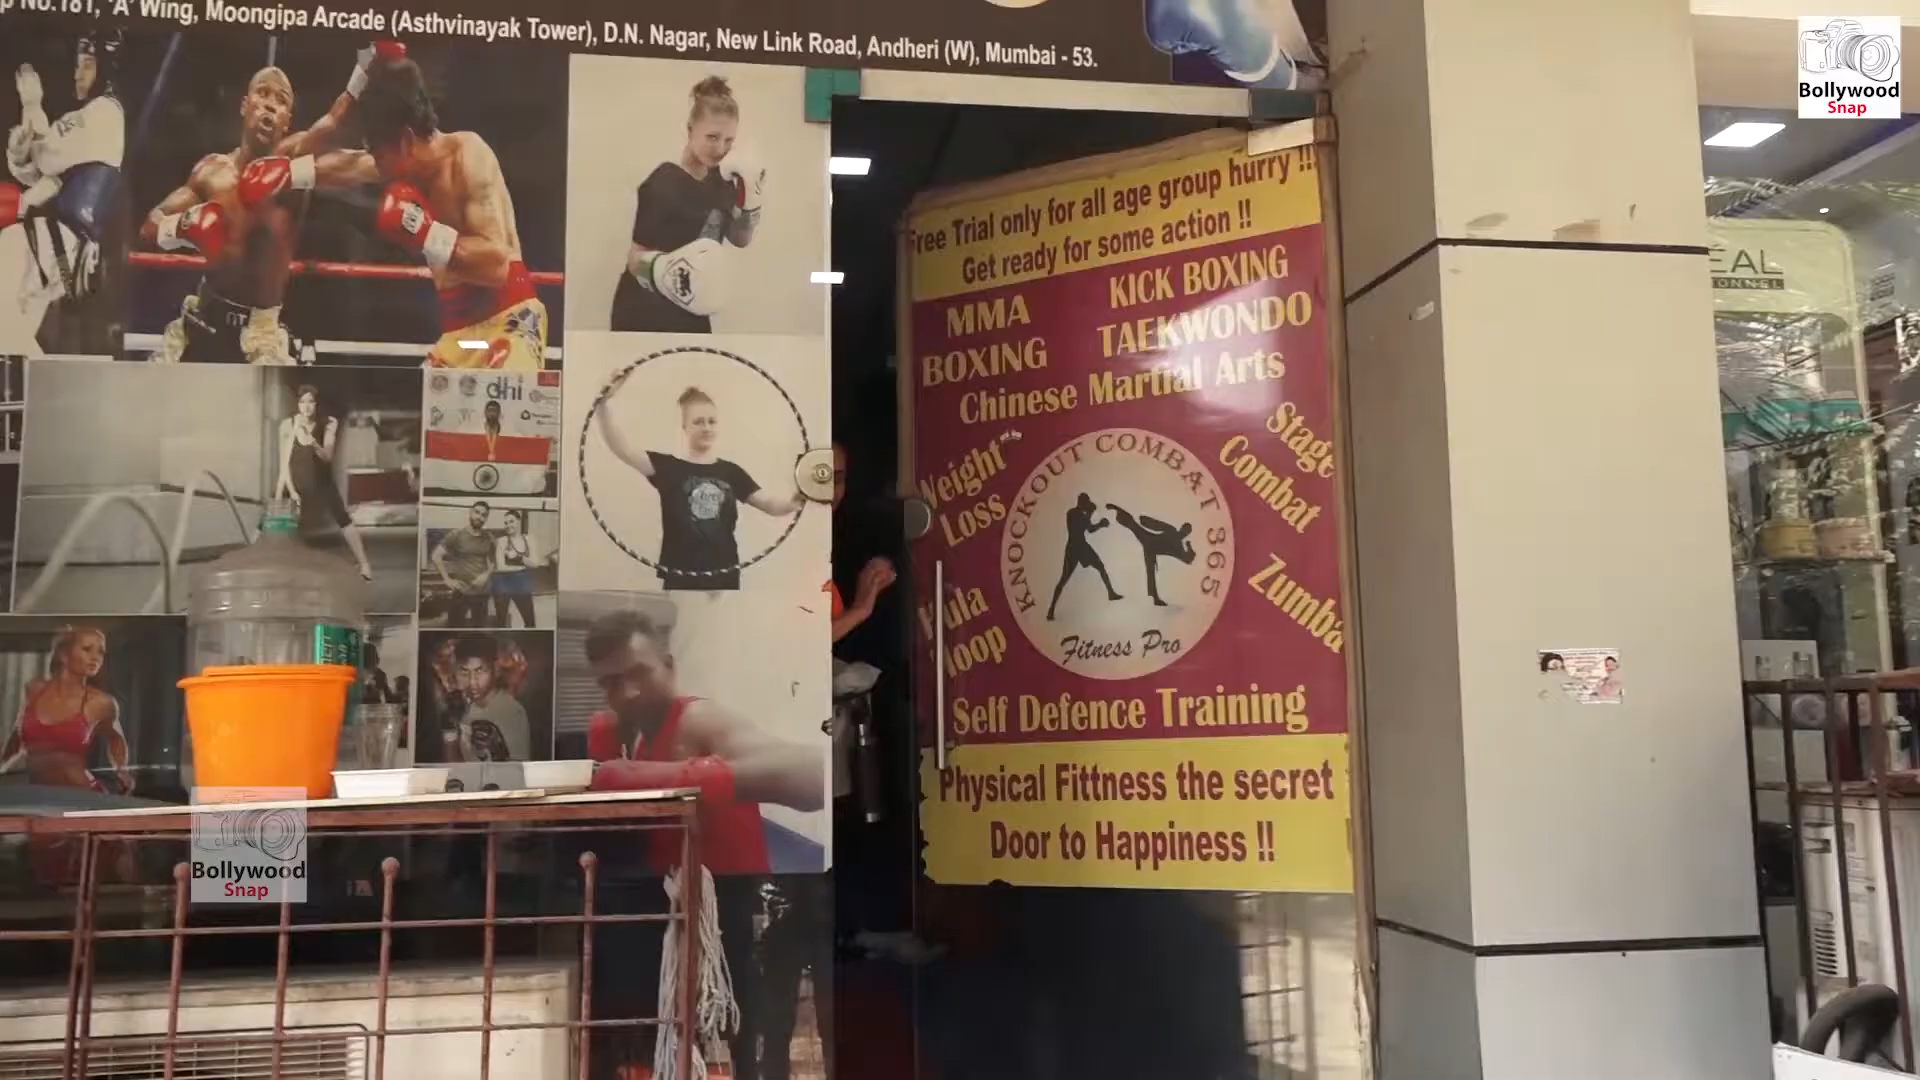 No.181, 'A' Wing, Moongipa Arcade (Asthvinayak Tower), D.N. Nagar, New Link Road, Andheri (W), Mumbai - 53.
Bollywood
Snap
Free Trial only for all age group hurry !!!
Get ready for some action !!
MMA
KICK BOXING
BOXING
TAEKWONDO
Chinese Martial Arts
Weight
Loss
Stage
Combat
KNOCKOUT COMBAT 365
Fitness Pro
Hula
Hoop
Zumba
Self Defence Training
Physical Fittness the secret
Door to Happiness !!
dhi
EAL
IONNEL
Bollywood
Snap